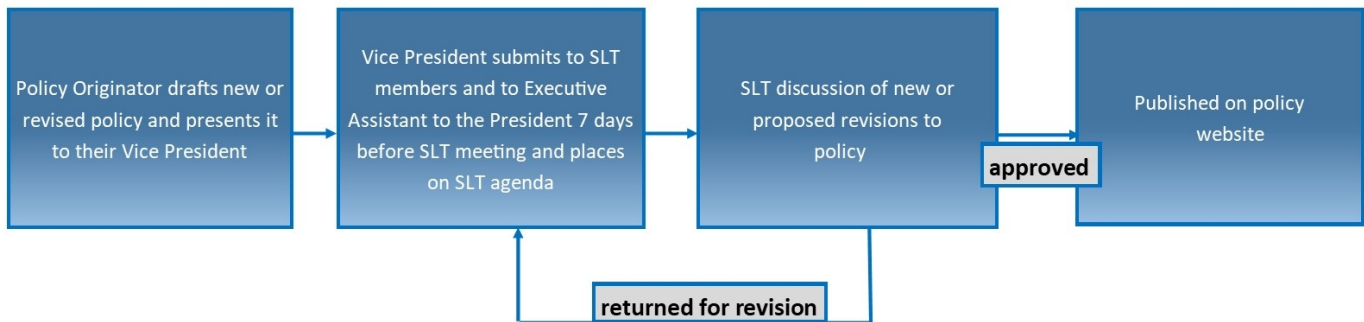 Policy Originator drafts new or
revised policy and presents it
to their Vice President
Vice President submits to SLT
members and to Executive
Assistant to the President 7 days
before SLT meeting and places
on SLT agenda
SLT discussion of new or
proposed revisions to
policy
approved
Published on policy
website
returned for revision